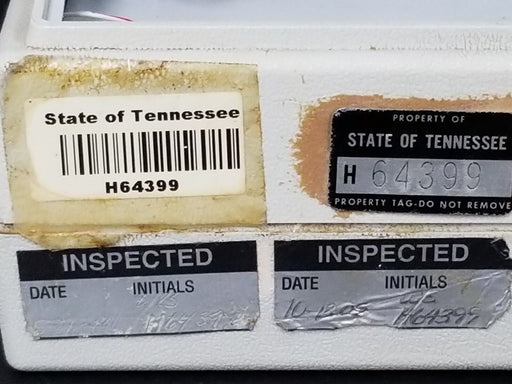 State of Tennessee
H64399
PROPERTY OF
STATE OF TENNESSEE
H 64399
PROPERTY TAG-DO NOT REMOVE
INSPECTED
DATE INITIALS
INSPECTED
DATE INITIALS
10-12-05
H64399